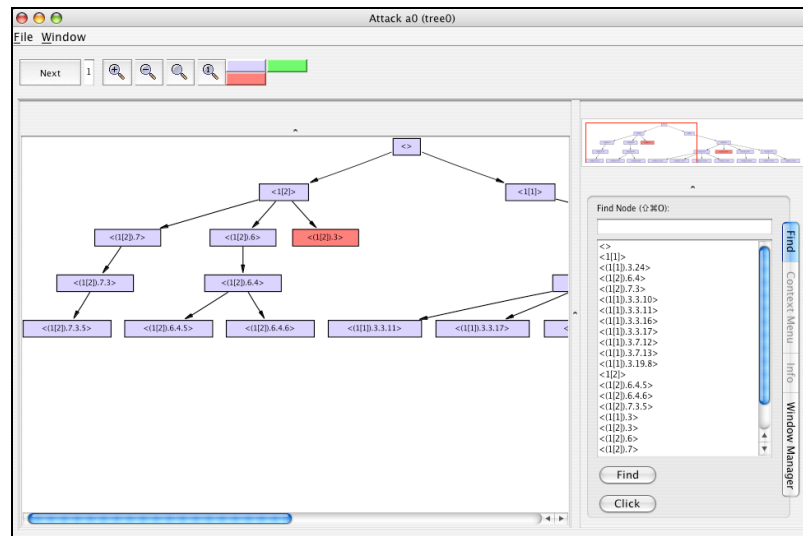 Attack a0 (tree0)
File Window
Next 1
<>
<1[2]> <1[1]>
<(1[2]).7> <(1[2]).6> <(1[2]).3>
<(1[2]).7.3> <(1[2]).6.4>
<(1[2]).7.3.5> <(1[2]).6.4.5> <(1[2]).6.4.6> <(1[1]).3.3.11> <(1[1]).3.3.17> <
Find Node (⇧⌘O):
<>
<1[1]>
<(1[1]).3.24>
<(1[2]).6.4>
<(1[2]).7.3>
<(1[1]).3.3.10>
<(1[1]).3.3.11>
<(1[1]).3.3.16>
<(1[1]).3.3.17>
<(1[1]).3.7.12>
<(1[1]).3.7.13>
<(1[1]).3.19.8>
<1[2]>
<(1[2]).6.4.5>
<(1[2]).6.4.6>
<(1[2]).7.3.5>
<(1[1]).3>
<(1[2]).3>
<(1[2]).6>
<(1[2]).7>
Find
Click
Find
Context Menu
Info
Window Manager